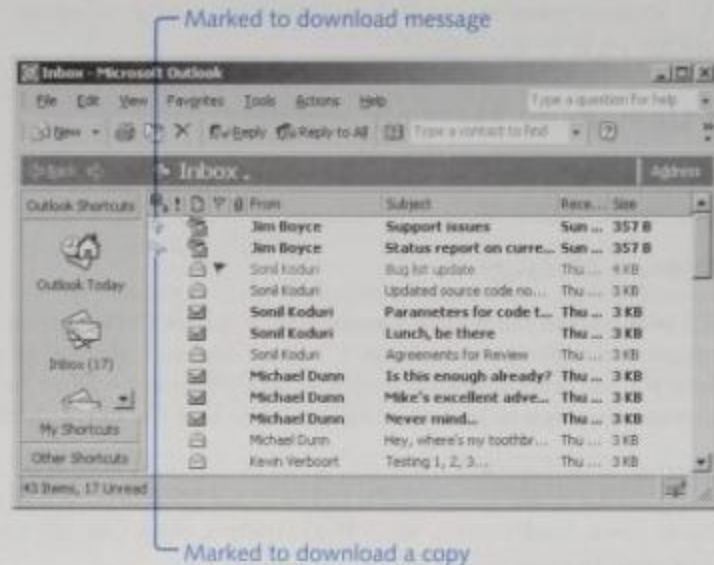 Marked to download message
Inbox - Microsoft Outlook
File Edit View Favorites Tools Actions Help Type a question for help
New Reply Reply to All Type a contact to find
Back Inbox. Address
Outlook Shortcuts ! From Subject Rece... Size
Jim Boyce Support issues Sun ... 357 B
Jim Boyce Status report on curre... Sun ... 357 B
Sonil Koduri Bug list update Thu ... 4 KB
Outlook Today
Sonil Koduri Updated source code no... Thu ... 3 KB
Sonil Koduri Parameters for code t... Thu ... 3 KB
Sonil Koduri Lunch, be there Thu ... 3 KB
Inbox (17)
Sonil Koduri Agreements for Review Thu ... 3 KB
Michael Dunn Is this enough already? Thu ... 3 KB
Michael Dunn Mike's excellent adve... Thu ... 3 KB
My Shortcuts
Michael Dunn Never mind... Thu ... 3 KB
Michael Dunn Hey, where's my toothbr... Thu ... 3 KB
Other Shortcuts
Kevin Verboort Testing 1, 2, 3... Thu ... 3 KB
43 Items, 17 Unread
Marked to download a copy